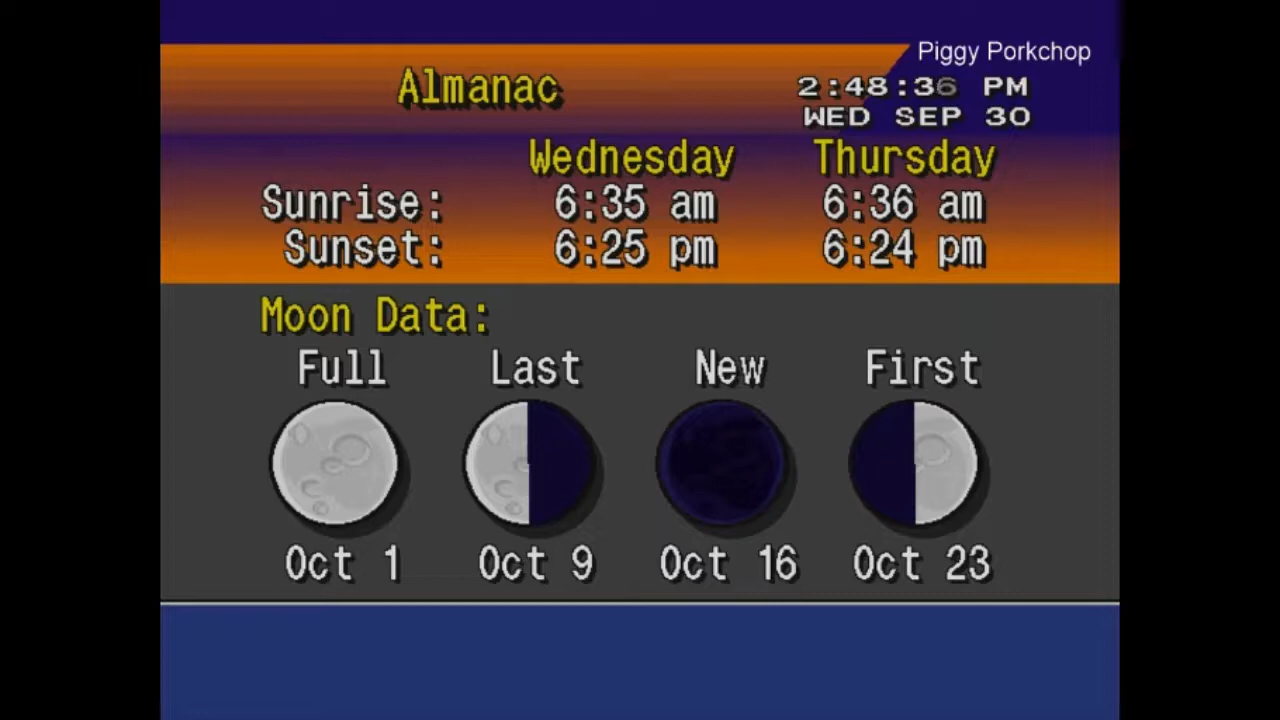 Piggy Porkchop
Almanac
2:48:36 PM
WED SEP 30
Wednesday Thursday
Sunrise: 6:35 am 6:36 am
Sunset: 6:25 pm 6:24 pm
Moon Data:
Full Last New First
Oct 1 Oct 9 Oct 16 Oct 23